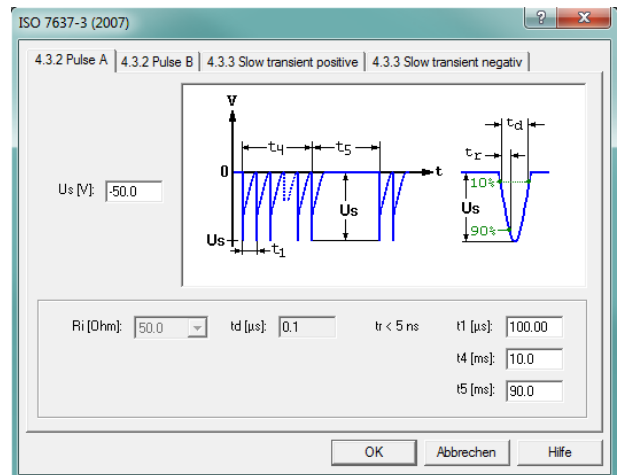 ISO 7637-3 (2007)
?
X
4.3.2 Pulse A
4.3.2 Pulse B
4.3.3 Slow transient positive
4.3.3 Slow transient negativ
Us [V]: -50.0
V
t4
t5
0
t
Us
Us
t1
td
tr
10%
Us
90%
Ri [Ohm]: 50.0
td [µs]: 0.1
tr < 5 ns
t1 [µs]: 100.00
t4 [ms]: 10.0
t5 [ms]: 90.0
OK
Abbrechen
Hilfe